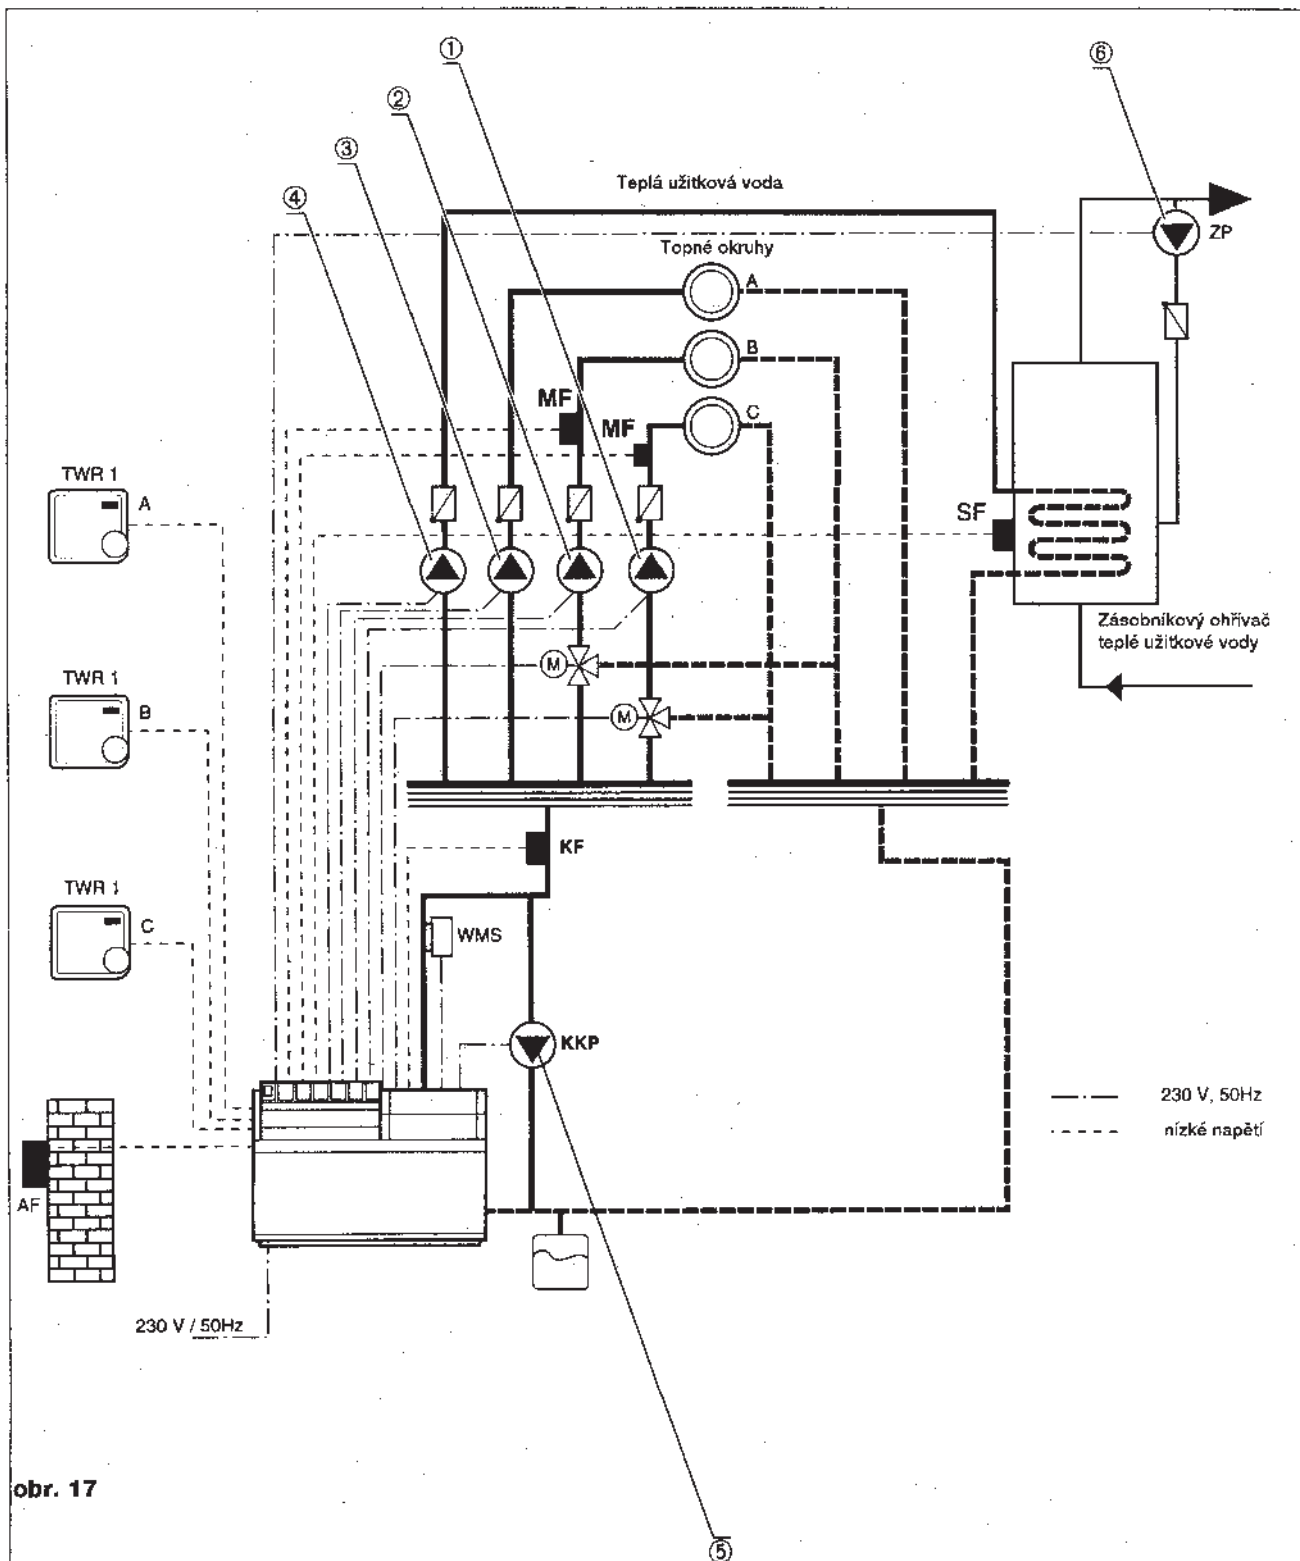 ①
⑥
②
③
④
Teplá užitková voda
ZP
Topné okruhy
A
B
C
MF
MF
TWR 1
A
SF
Zásobníkový ohřívač
teplé užitkové vody
M
M
TWR 1
B
KF
TWR 1
C
WMS
KKP
230 V, 50Hz
nízké napětí
AF
230 V / 50Hz
obr. 17
⑤